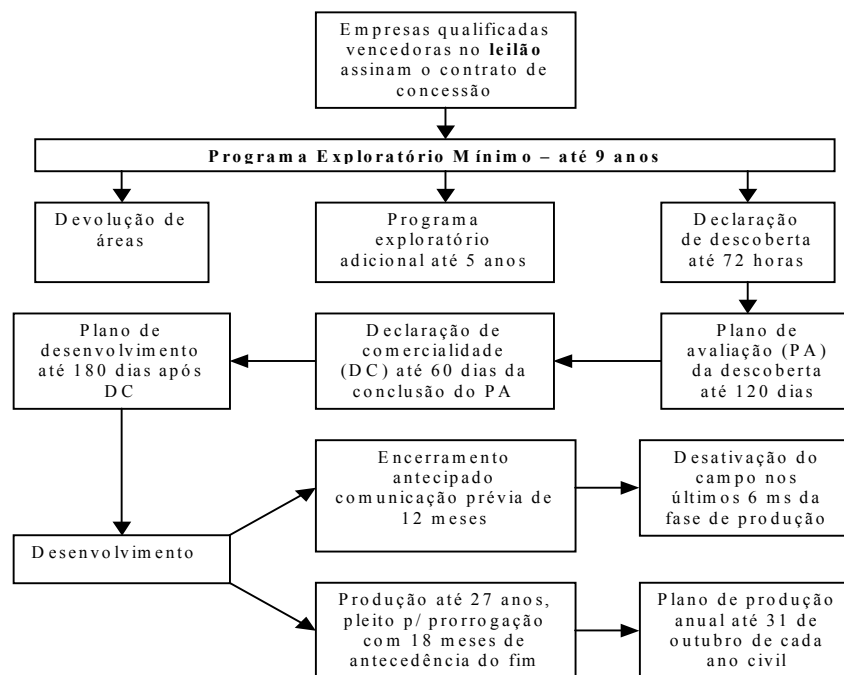 Empresas qualificadas
vencedoras no leilão
assinam o contrato de
concessão
Programa Exploratório Mínimo – até 9 anos
Devolução de
áreas
Programa
exploratório
adicional até 5 anos
Declaração
de descoberta
até 72 horas
Plano de
desenvolvimento
até 180 dias após
DC
Declaração de
comercialidade
(DC) até 60 dias da
conclusão do PA
Plano de
avaliação (PA)
da descoberta
até 120 dias
Encerramento
antecipado
comunicação prévia de
12 meses
Desativação do
campo nos
últimos 6 ms da
fase de produção
Desenvolvimento
Produção até 27 anos,
pleito p/ prorrogação
com 18 meses de
antecedência do fim
Plano de produção
anual até 31 de
outubro de cada
ano civil